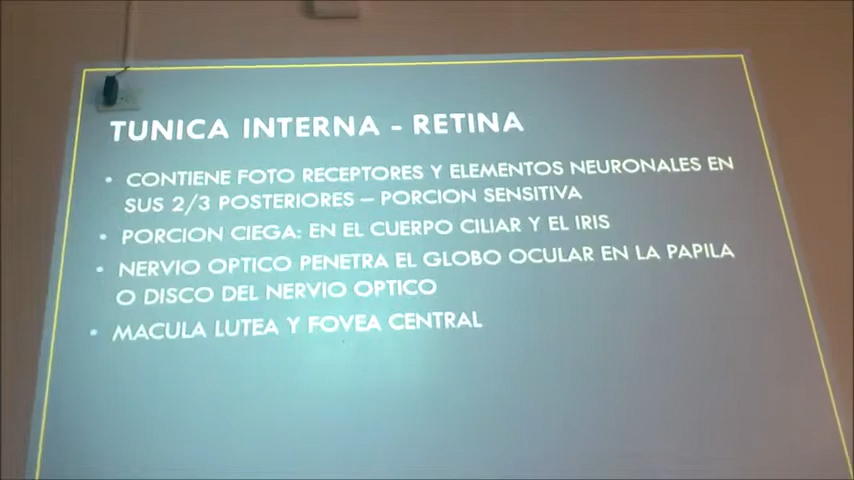 TUNICA INTERNA - RETINA
• CONTIENE FOTO RECEPTORES Y ELEMENTOS NEURONALES EN
SUS 2/3 POSTERIORES – PORCION SENSITIVA
• PORCION CIEGA: EN EL CUERPO CILIAR Y EL IRIS
• NERVIO OPTICO PENETRA EL GLOBO OCULAR EN LA PAPILA
O DISCO DEL NERVIO OPTICO
• MACULA LUTEA Y FOVEA CENTRAL